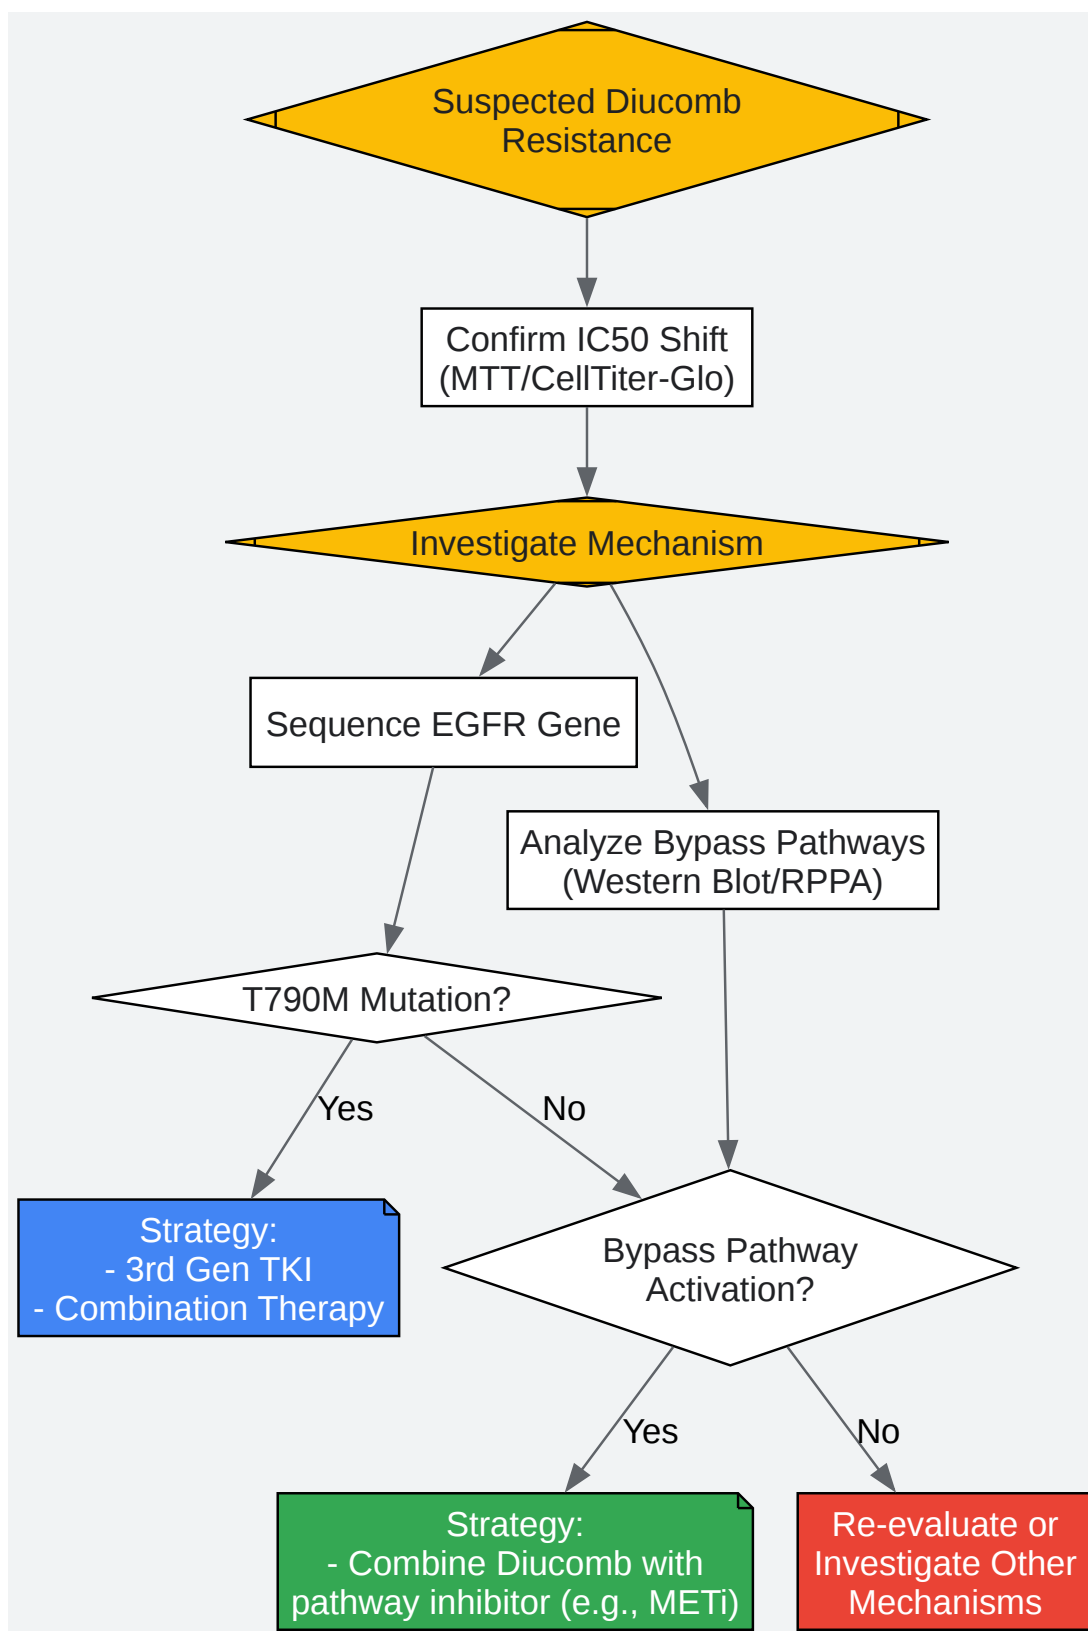 Suspected Diucomb
Resistance
Confirm IC50 Shift
(MTT/CellTiter-Glo)
Investigate Mechanism
Sequence EGFR Gene
Analyze Bypass Pathways
(Western Blot/RPPA)
T790M Mutation?
Yes
No
Strategy:
- 3rd Gen TKI
- Combination Therapy
Bypass Pathway
Activation?
Yes
No
Strategy:
- Combine Diucomb with
pathway inhibitor (e.g., METi)
Re-evaluate or
Investigate Other
Mechanisms